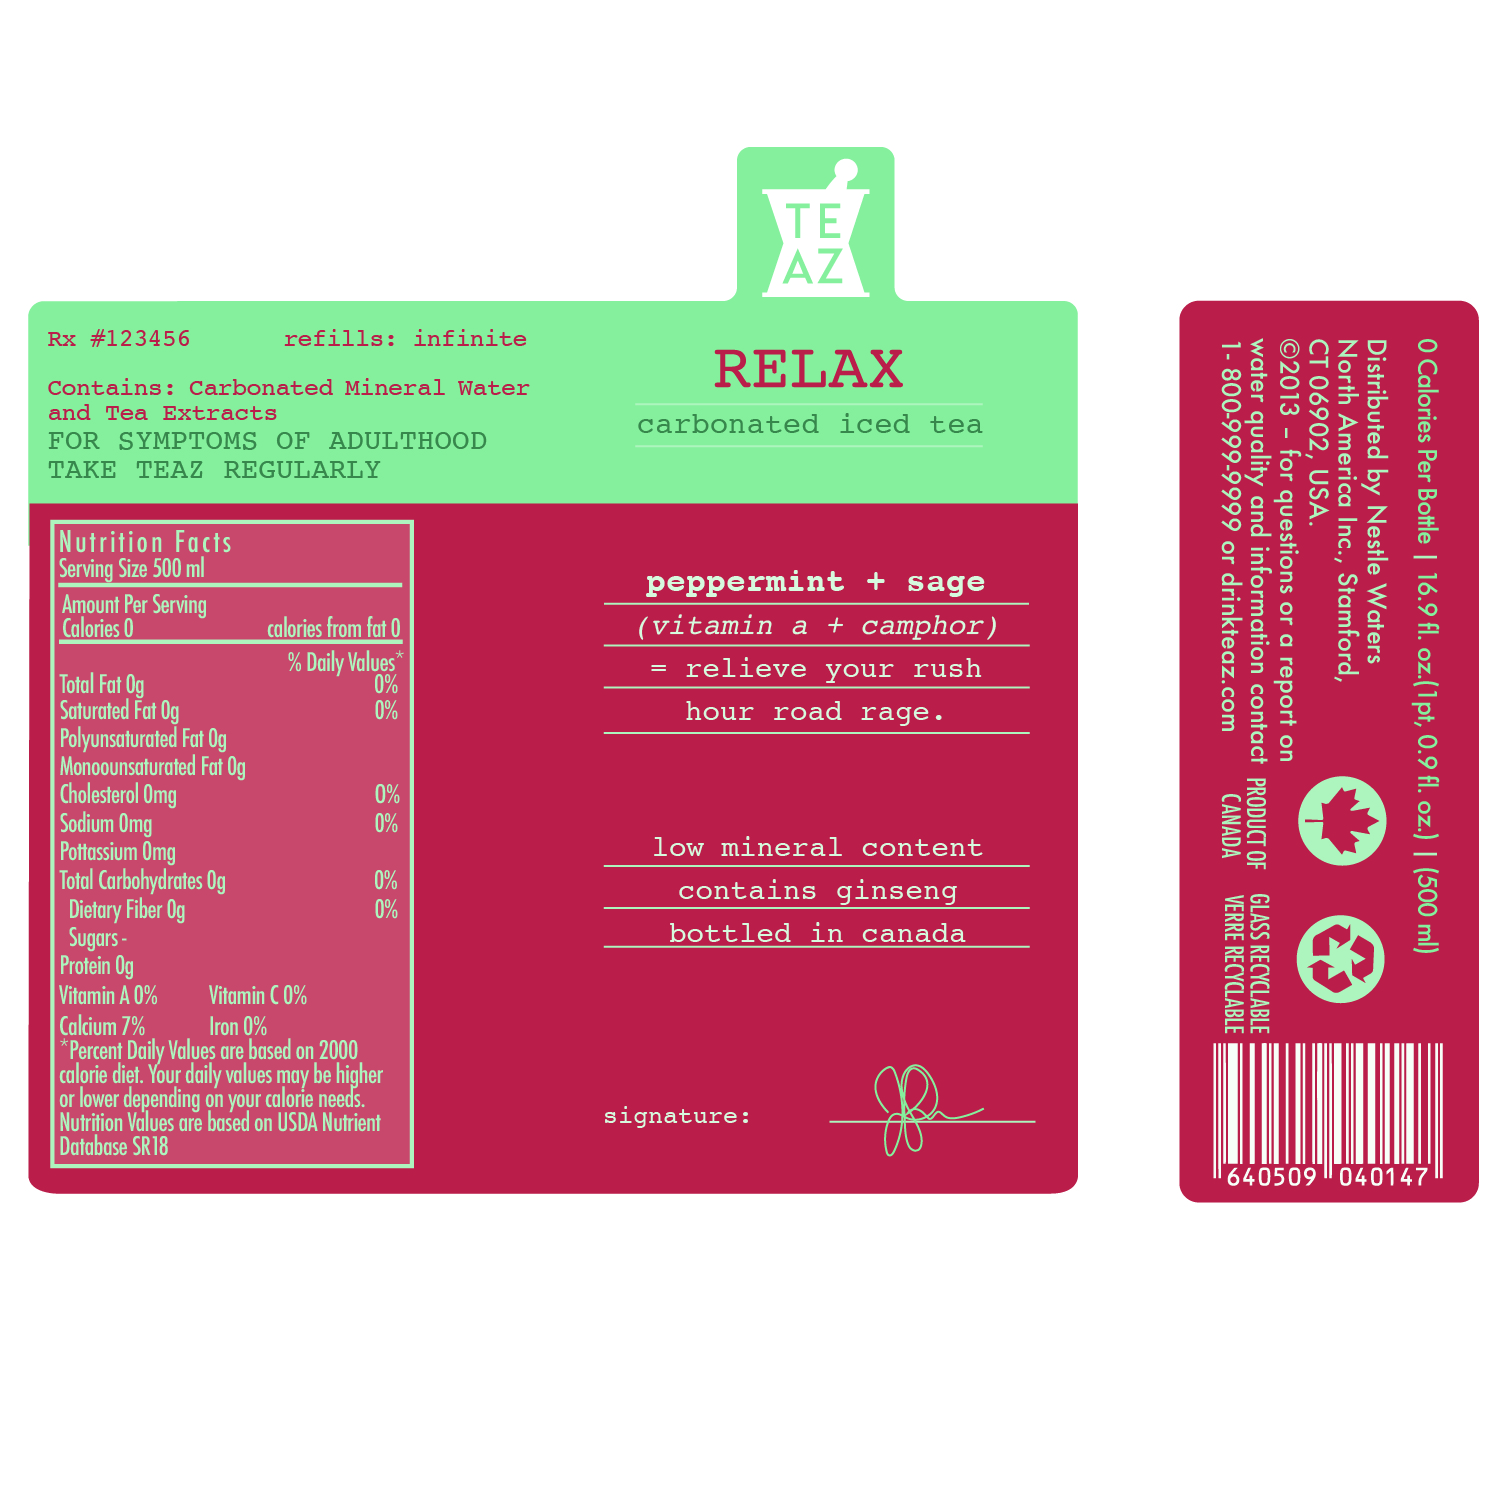 TE
AZ
Rx #123456 refills: infinite
Contains: Carbonated Mineral Water
and Tea Extracts
FOR SYMPTOMS OF ADULTHOOD
TAKE TEAZ REGULARLY
RELAX
carbonated iced tea
Nutrition Facts
Serving Size 500 ml
Amount Per Serving
Calories 0 calories from fat 0
% Daily Values*
Total Fat 0g 0%
Saturated Fat 0g 0%
Polyunsaturated Fat 0g
Monoounsaturated Fat 0g
Cholesterol 0mg 0%
Sodium 0mg 0%
Pottassium 0mg
Total Carbohydrates 0g 0%
Dietary Fiber 0g 0%
Sugars -
Protein 0g
Vitamin A 0% Vitamin C 0%
Calcium 7% Iron 0%
*Percent Daily Values are based on 2000
calorie diet. Your daily values may be higher
or lower depending on your calorie needs.
Nutrition Values are based on USDA Nutrient
Database SR18
peppermint + sage
(vitamin a + camphor)
= relieve your rush
hour road rage.
low mineral content
contains ginseng
bottled in canada
signature:
0 Calories Per Bottle | 16.9 fl. oz.(1pt, 0.9 fl. oz.) | (500 ml)
Distributed by Nestle Waters
North America Inc., Stamford,
CT 06902, USA.
©2013 – for questions or a report on
water quality and information contact
1- 800-999-9999 or drinkteaz.com
PRODUCT OF
CANADA
GLASS RECYCLABLE
VERRE RECYCLABLE
640509 040147